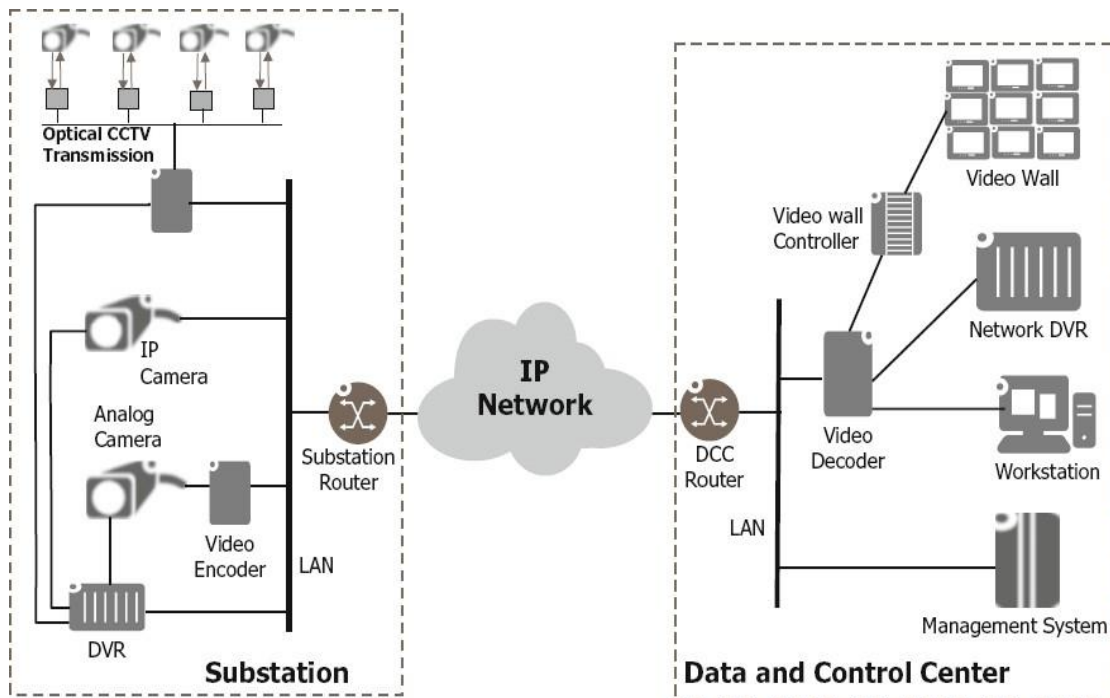 Optical CCTV
Transmission
IP
Camera
Analog
Camera
Video
Encoder
DVR
LAN
Substation
Router
Substation
IP
Network
Video Wall
Video wall
Controller
Network DVR
DCC
Router
Video
Decoder
Workstation
LAN
Management System
Data and Control Center